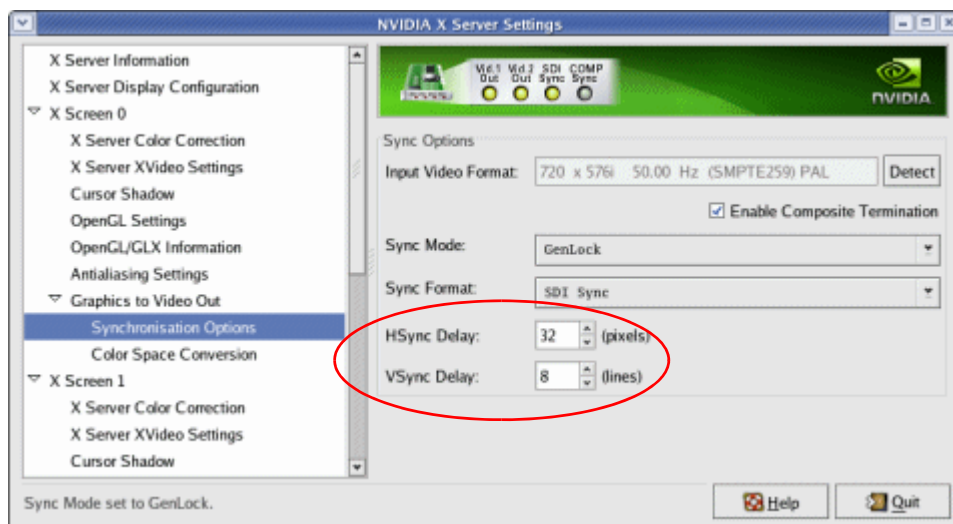 NVIDIA X Server Settings
X Server Information
X Server Display Configuration
X Screen 0
X Server Color Correction
X Server XVideo Settings
Cursor Shadow
OpenGL Settings
OpenGL/GLX Information
Antialiasing Settings
Graphics to Video Out
Synchronisation Options
Color Space Conversion
X Screen 1
X Server Color Correction
X Server XVideo Settings
Cursor Shadow
Vid.1 Out Vid.2 Out SDI Sync COMP Sync
NVIDIA.
Sync Options
Input Video Format: 720 x 576i 50.00 Hz (SMPTE259) PAL Detect
Enable Composite Termination
Sync Mode: GenLock
Sync Format: SDI Sync
HSync Delay: 32 (pixels)
VSync Delay: 8 (lines)
Sync Mode set to GenLock.
Help
Quit